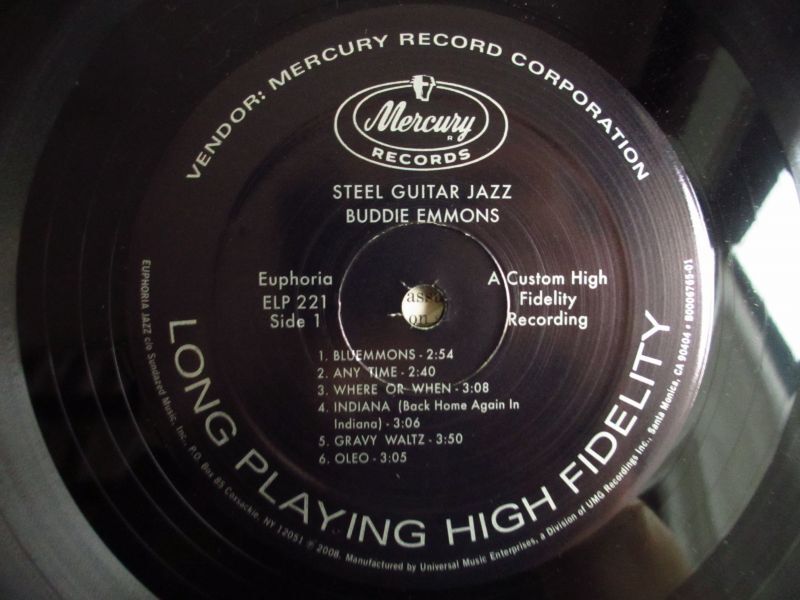 VENDOR: MERCURY RECORD CORPORATION
Mercury
R
RECORDS
STEEL GUITAR JAZZ
BUDDIE EMMONS
Euphoria
ELP 221
Side 1
A Custom High
Fidelity
Recording
assa
on
1. BLUEMMONS - 2:54
2. ANY TIME - 2:40
3. WHERE OR WHEN - 3:08
4. INDIANA (Back Home Again In
Indiana) - 3:06
5. GRAVY WALTZ - 3:50
6. OLEO - 3:05
LONG PLAYING HIGH FIDELITY
EUPHORIA JAZZ c/o Sundazed Music, Inc., P.O. Box 85 Coxsackie, NY 12051 ℗ 2008. Manufactured by Universal Music Enterprises, a Division of UMG Recordings Inc., Santa Monica, CA 90404 • B0006765-01